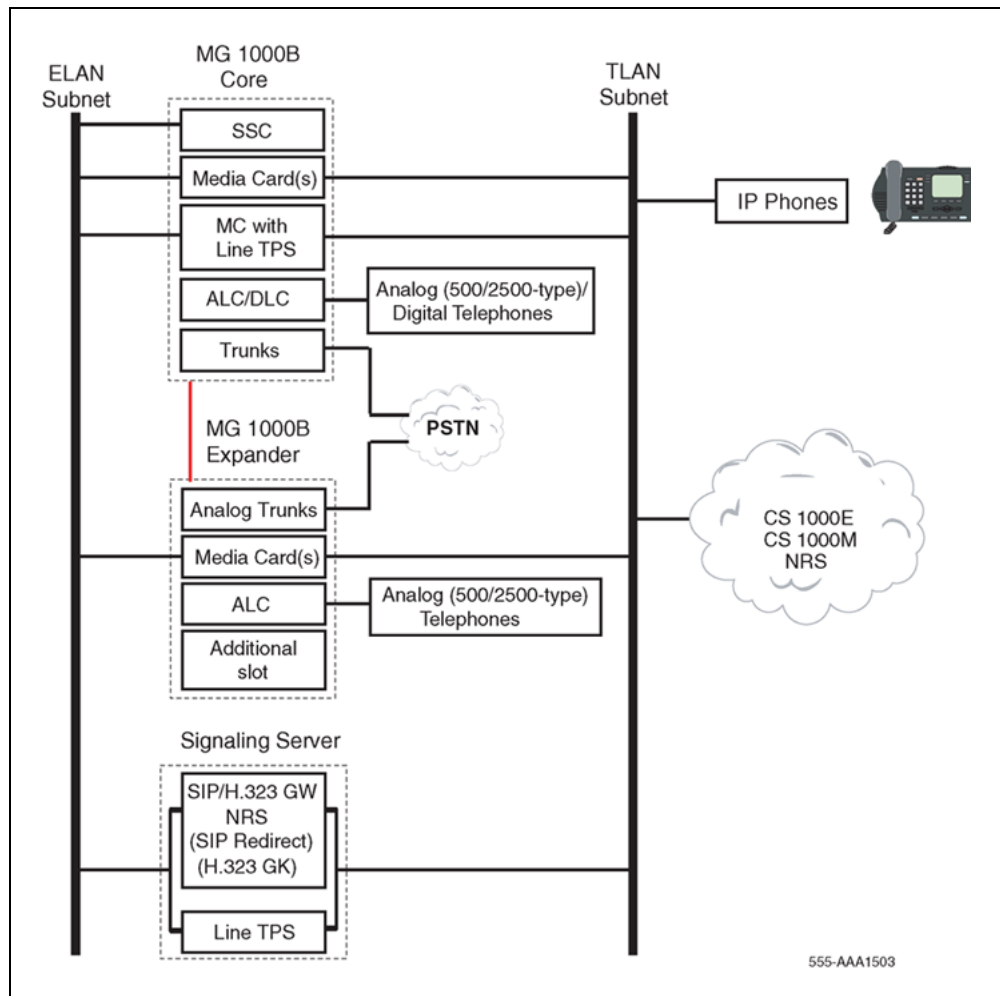 ELAN
Subnet
MG 1000B
Core
TLAN
Subnet
SSC
Media Card(s)
MC with
Line TPS
ALC/DLC
Trunks
Analog (500/2500-type)/
Digital Telephones
IP Phones
PSTN
MG 1000B
Expander
Analog Trunks
Media Card(s)
ALC
Additional
slot
Analog (500/2500-type)
Telephones
CS 1000E
CS 1000M
NRS
Signaling Server
SIP/H.323 GW
NRS
(SIP Redirect)
(H.323 GK)
Line TPS
555-AAA1503